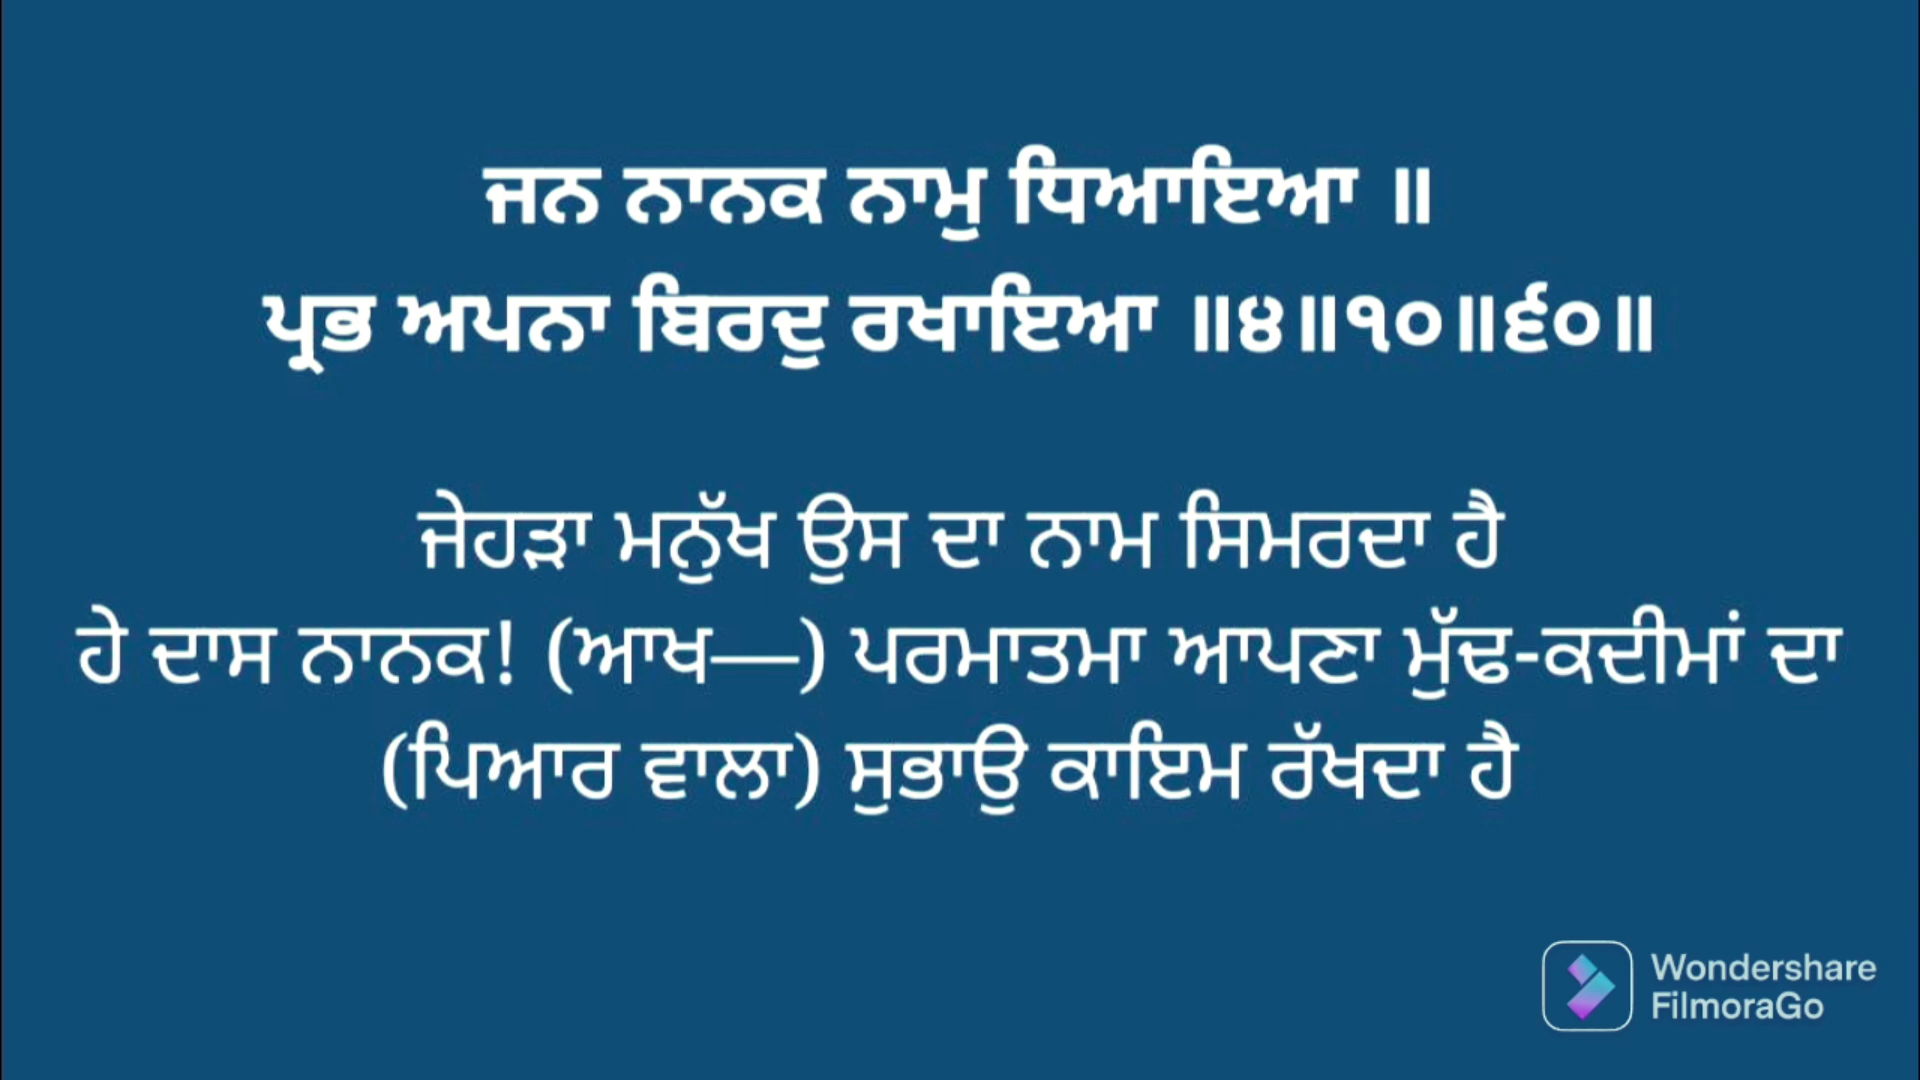 ਜਨ ਨਾਨਕ ਨਾਮੁ ਧਿਆਇਆ ॥
ਪ੍ਰਭ ਅਪਨਾ ਬਿਰਦੁ ਰਖਾਇਆ ॥੪॥੧੦॥੬੦॥
ਜੇਹੜਾ ਮਨੁੱਖ ਉਸ ਦਾ ਨਾਮ ਸਿਮਰਦਾ ਹੈ
ਹੇ ਦਾਸ ਨਾਨਕ! (ਆਖ—) ਪਰਮਾਤਮਾ ਆਪਣਾ ਮੁੱਢ-ਕਦੀਮਾਂ ਦਾ
(ਪਿਆਰ ਵਾਲਾ) ਸੁਭਾਉ ਕਾਇਮ ਰੱਖਦਾ ਹੈ
Wondershare
FilmoraGo